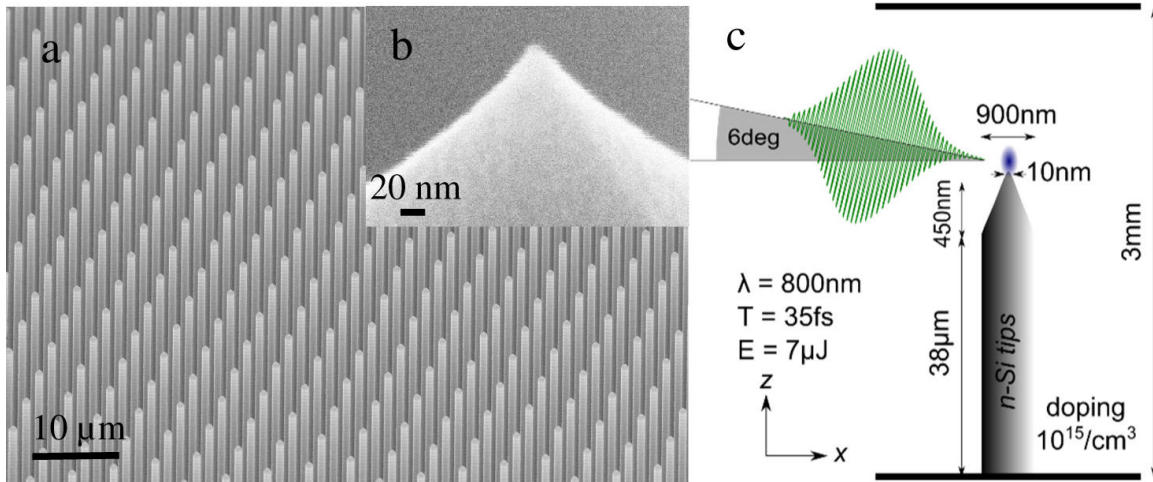 a
10 μm
b
20 nm
c
6deg
900nm
10nm
450nm
3mm
λ = 800nm
T = 35fs
E = 7μJ
38μm
n-Si tips
z
x
doping
10¹⁵/cm³